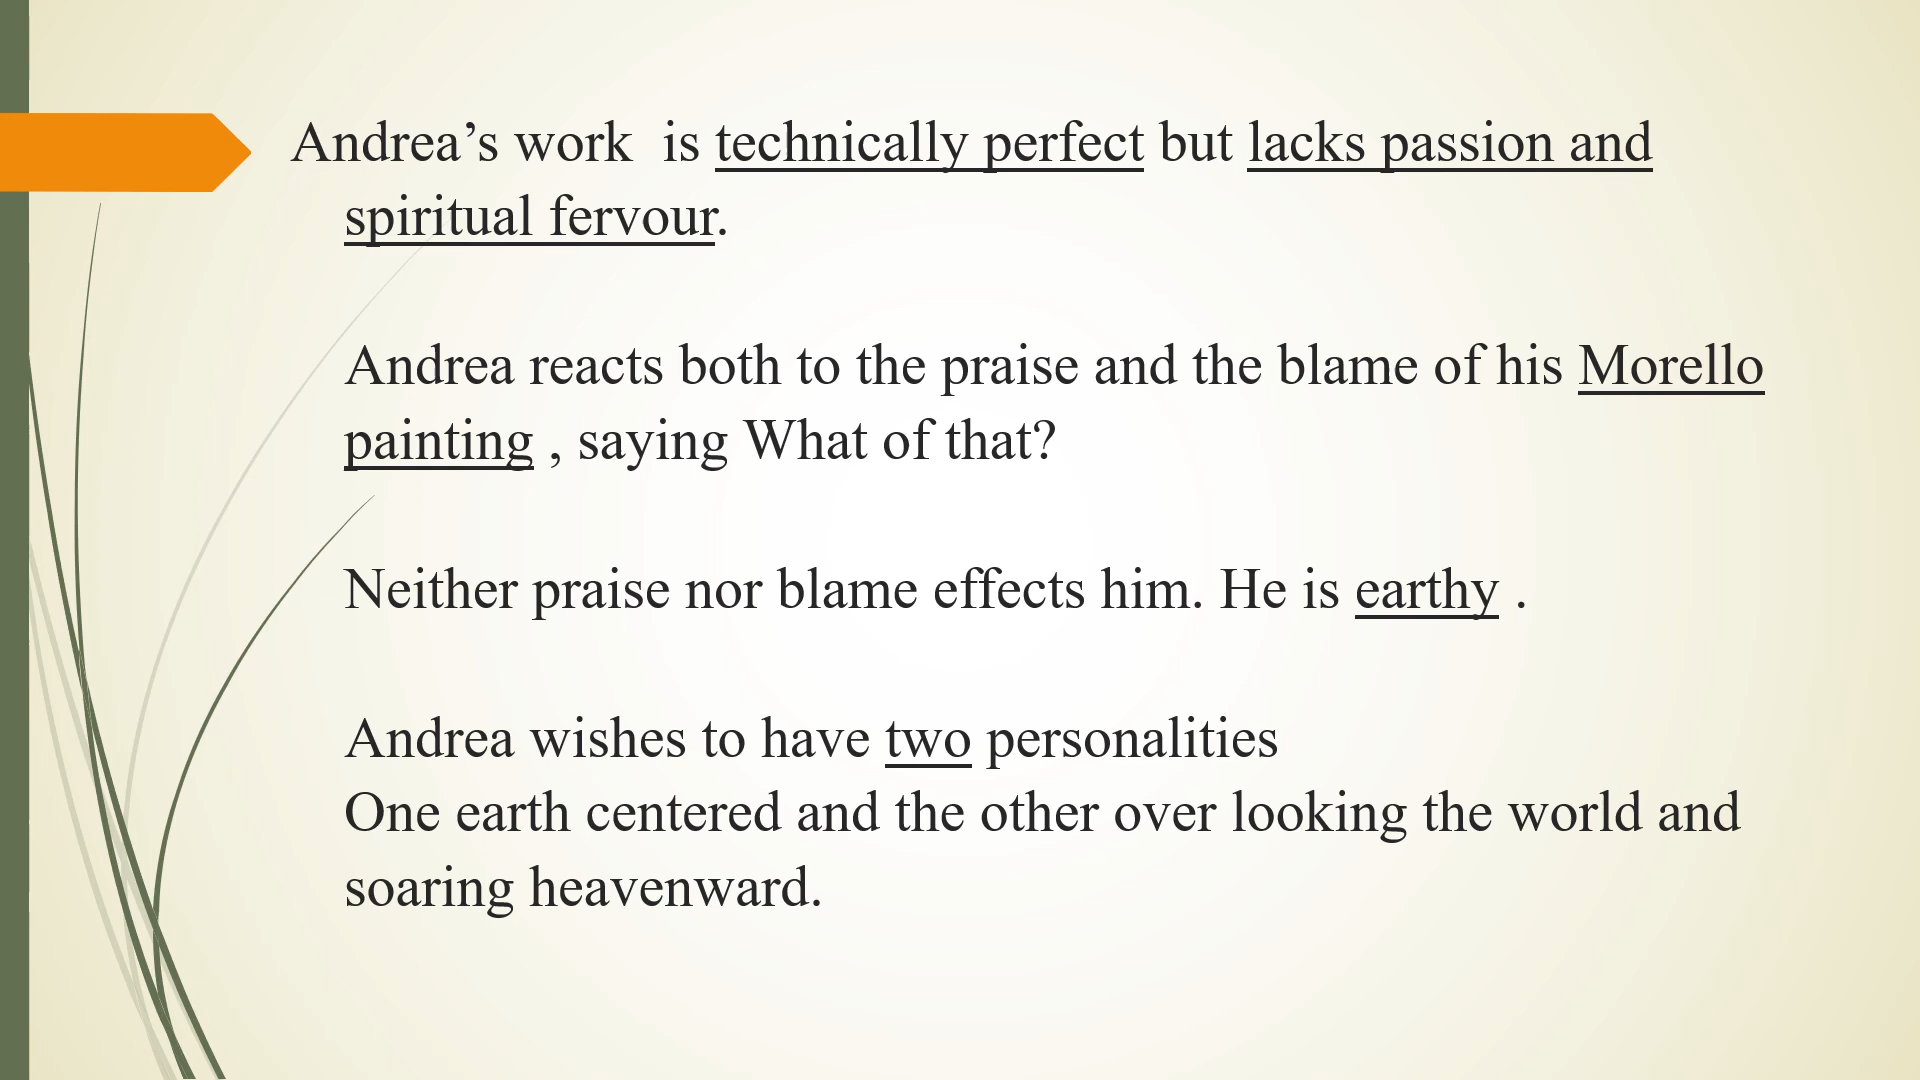 Andrea’s work  is technically perfect but lacks passion and
spiritual fervour.
Andrea reacts both to the praise and the blame of his Morello
painting , saying What of that?
Neither praise nor blame effects him. He is earthy .
Andrea wishes to have two personalities
One earth centered and the other over looking the world and
soaring heavenward.